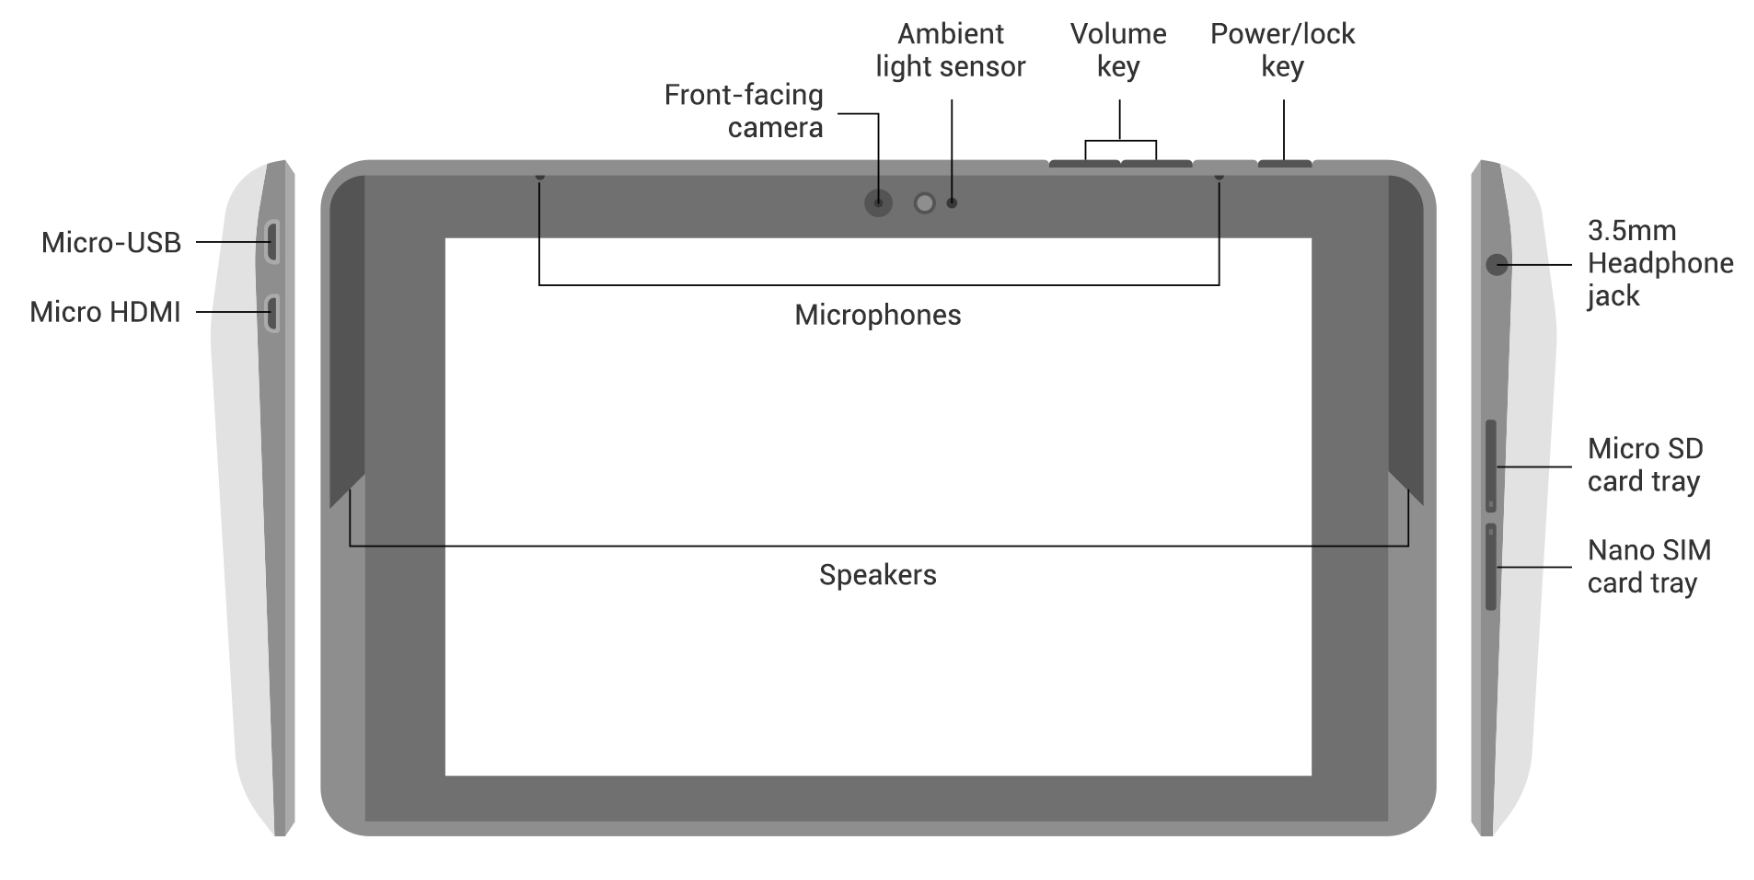 Ambient
light sensor
Volume
key
Power/lock
key
Front-facing
camera
Micro-USB
Micro HDMI
3.5mm
Headphone
jack
Microphones
Micro SD
card tray
Speakers
Nano SIM
card tray